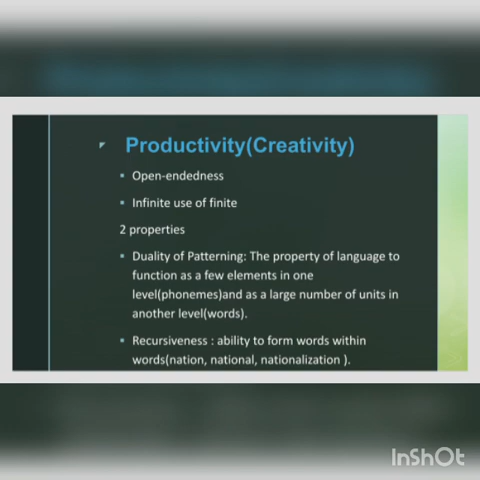 Productivity(Creativity)
Open-endedness
Infinite use of finite
2 properties
Duality of Patterning: The property of language to
function as a few elements in one
level(phonemes)and as a large number of units in
another level(words).
Recursiveness : ability to form words within
words(nation, national, nationalization ).
InShOt